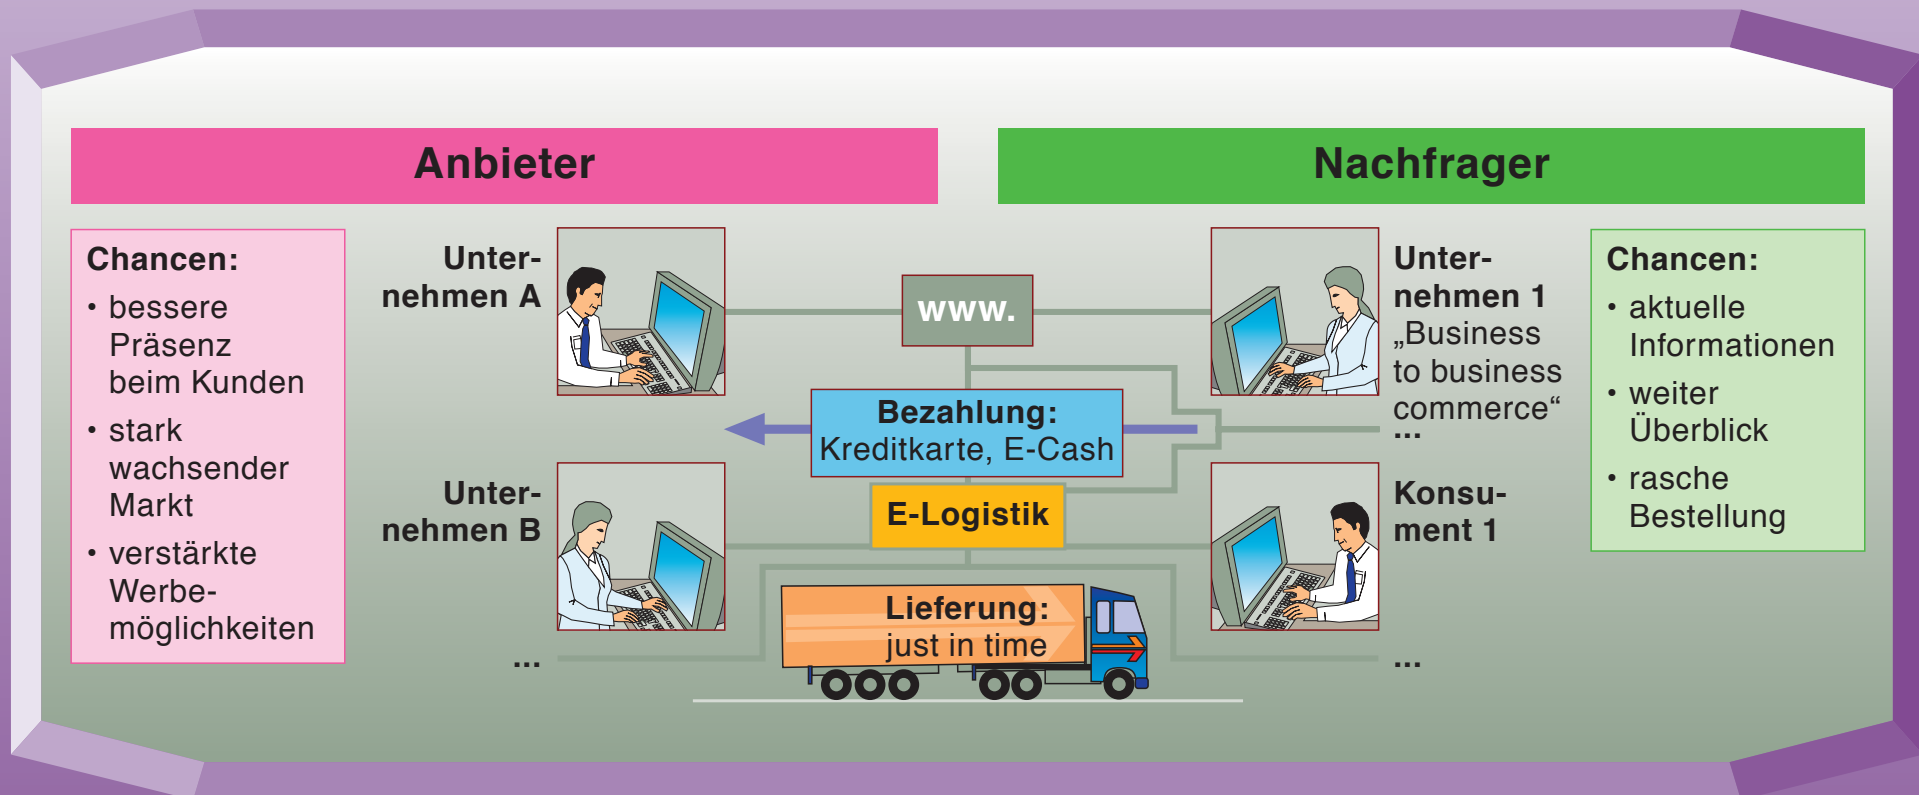 Anbieter
Nachfrager
Chancen:
• bessere
Präsenz
beim Kunden
• stark
wachsender
Markt
• verstärkte
Werbe-
möglichkeiten
Unter-
nehmen A
Unter-
nehmen B
...
www.
Bezahlung:
Kreditkarte, E-Cash
E-Logistik
Lieferung:
just in time
Unter-
nehmen 1
„Business
to business
commerce“
...
Konsu-
ment 1
...
Chancen:
• aktuelle
Informationen
• weiter
Überblick
• rasche
Bestellung